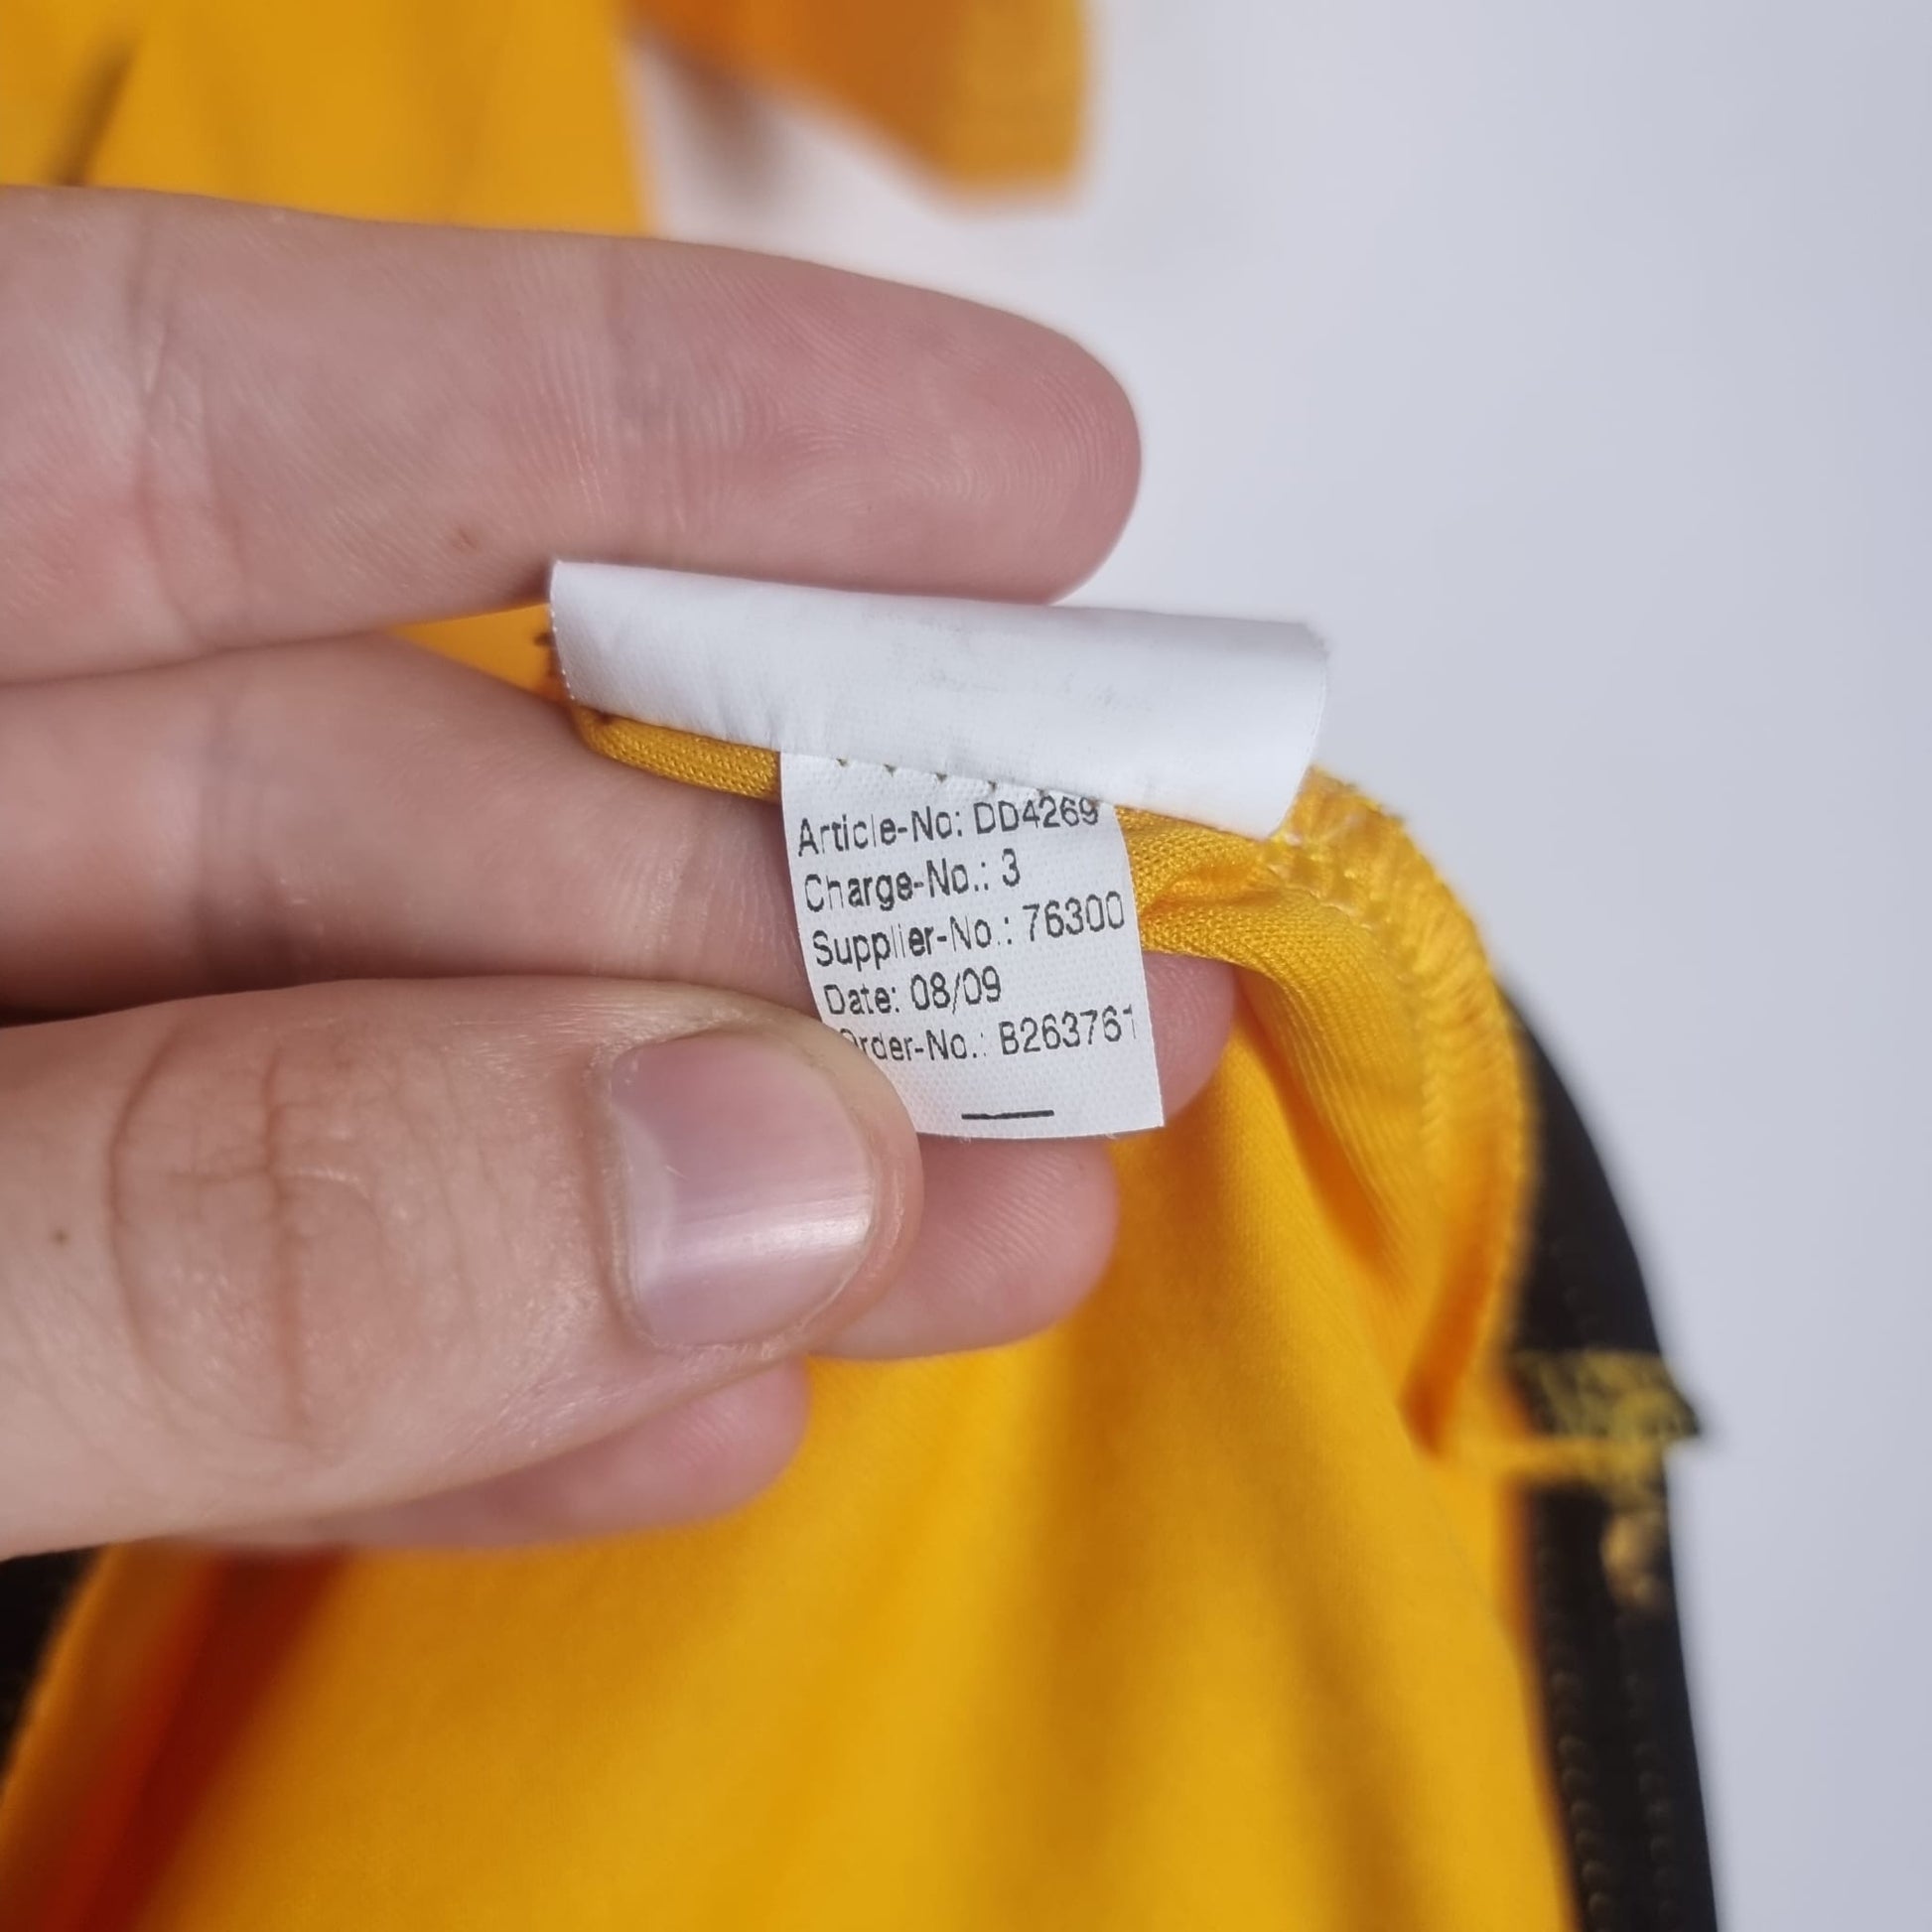 Article-No: DD4269
Charge-No.: 3
Supplier-No.: 76300
Date: 08/09
Order-No.: B263761